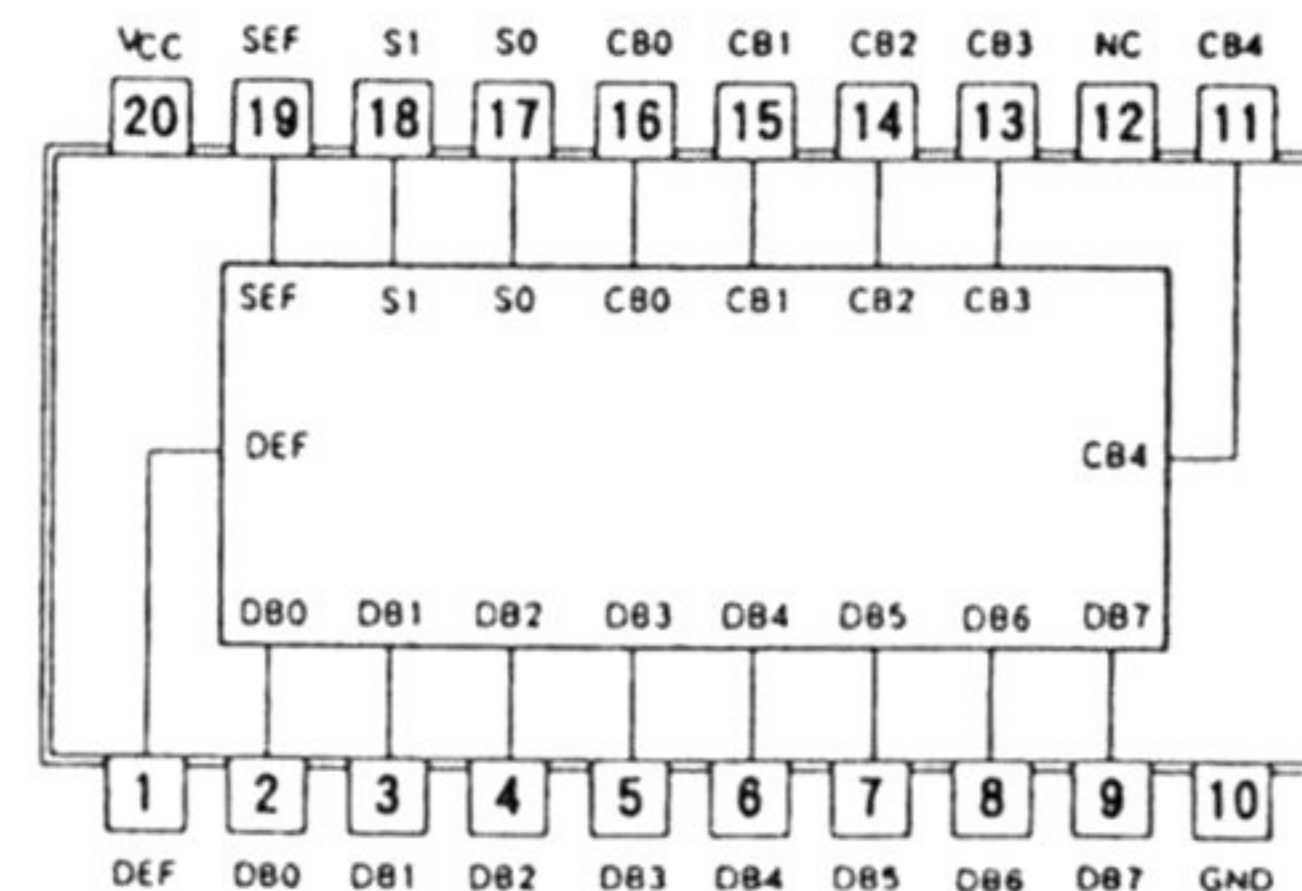 VCC SEF S1 S0 CB0 CB1 CB2 CB3 NC CB4
20 19 18 17 16 15 14 13 12 11
SEF S1 S0 CB0 CB1 CB2 CB3
DEF CB4
DB0 DB1 DB2 DB3 DB4 DB5 DB6 DB7
1 2 3 4 5 6 7 8 9 10
DEF DB0 DB1 DB2 DB3 DB4 DB5 DB6 DB7 GND